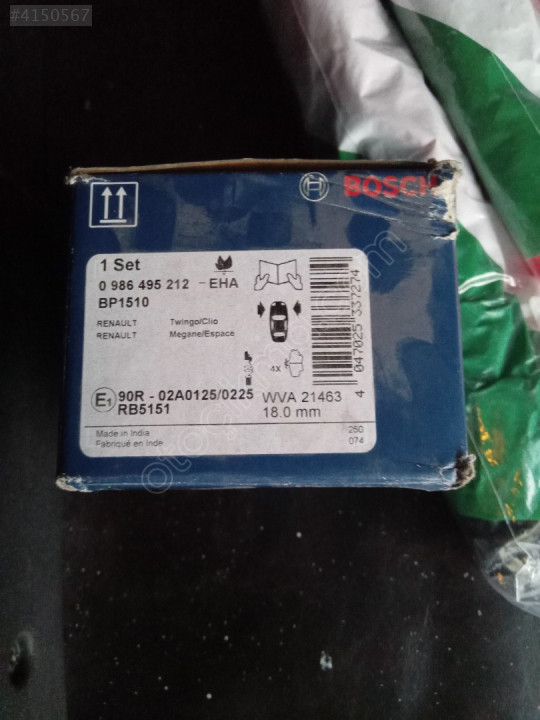 #4150567
BOSCH
1 Set
0 986 495 212 - EHA
BP1510
RENAULT Twingo/Clio
RENAULT Megane/Espace
4X
4 047025 337274
E1 90R - 02A0125/0225
RB5151
WVA 21463
18.0 mm
Made in India
Fabriqué en Inde
250
074